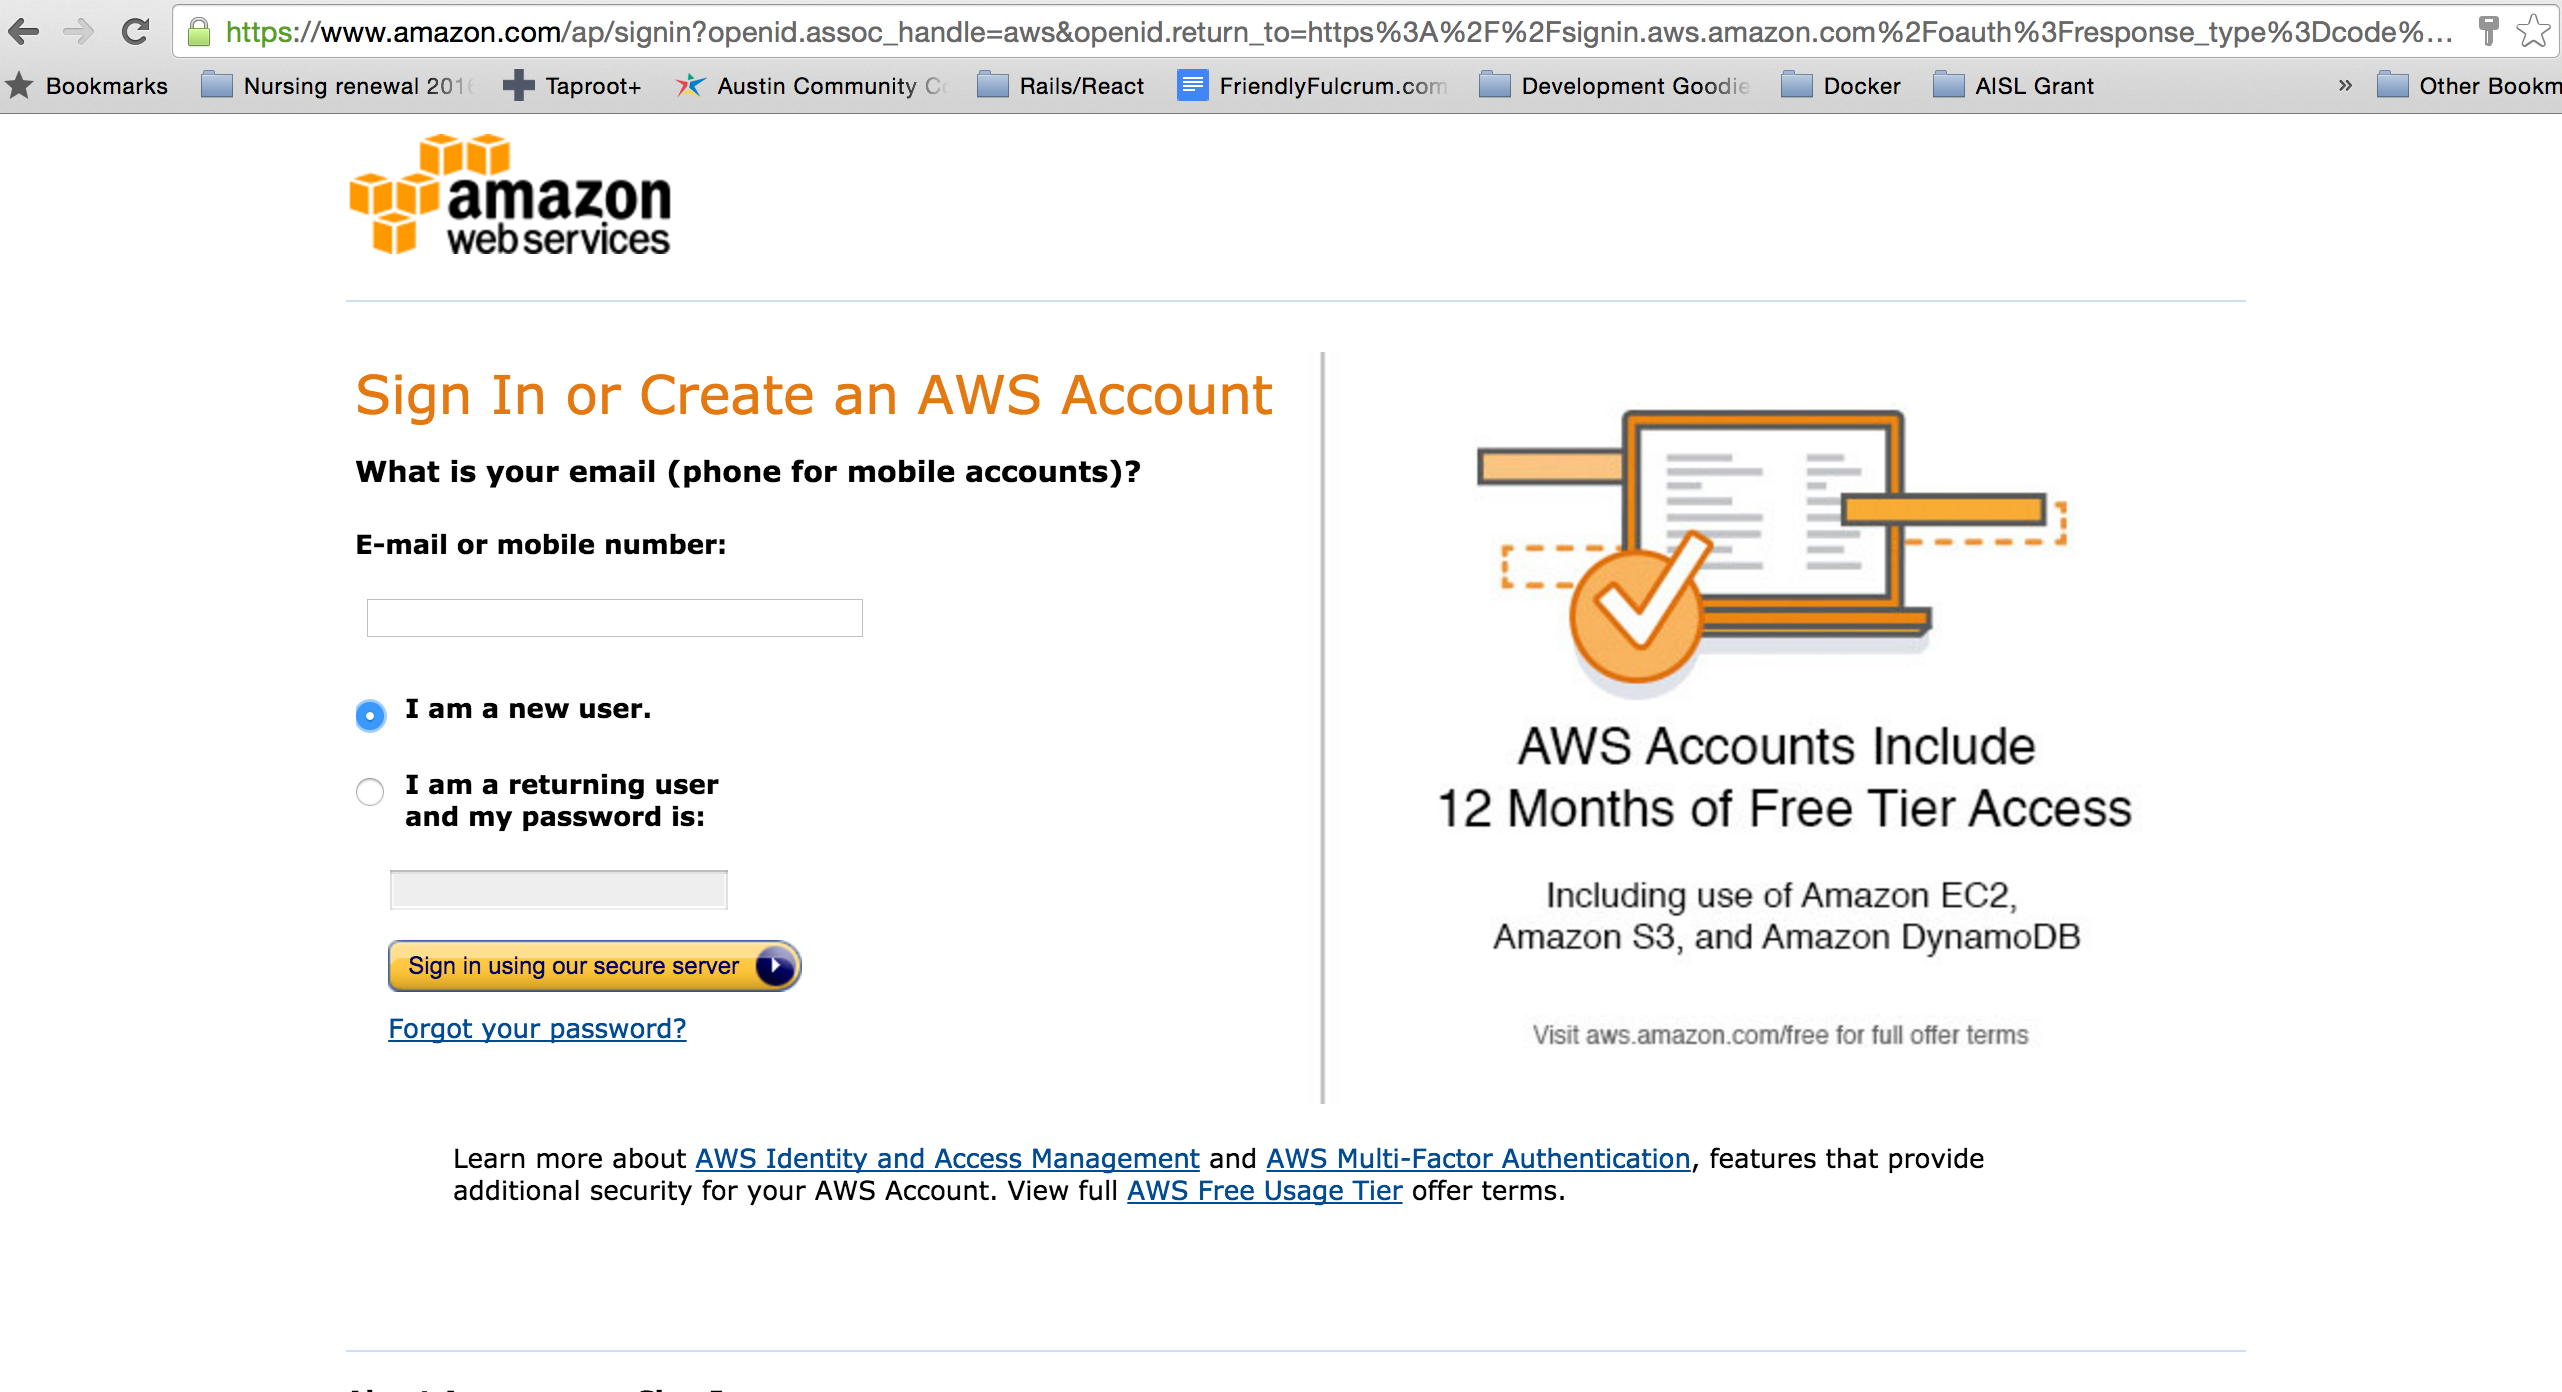 https://www.amazon.com/ap/signin?openid.assoc_handle=aws&openid.return_to=https%3A%2F%2Fsignin.aws.amazon.com%2Foauth%3Fresponse_type%3Dcode%...
Bookmarks Nursing renewal 2016 Taproot+ Austin Community Rails/React FriendlyFulcrum.com Development Goodie Docker AISL Grant » Other Bookm
amazon
web services
Sign In or Create an AWS Account
What is your email (phone for mobile accounts)?
E-mail or mobile number:
I am a new user.
I am a returning user
and my password is:
Sign in using our secure server
Forgot your password?
AWS Accounts Include
12 Months of Free Tier Access
Including use of Amazon EC2,
Amazon S3, and Amazon DynamoDB
Visit aws.amazon.com/free for full offer terms
Learn more about AWS Identity and Access Management and AWS Multi-Factor Authentication, features that provide
additional security for your AWS Account. View full AWS Free Usage Tier offer terms.